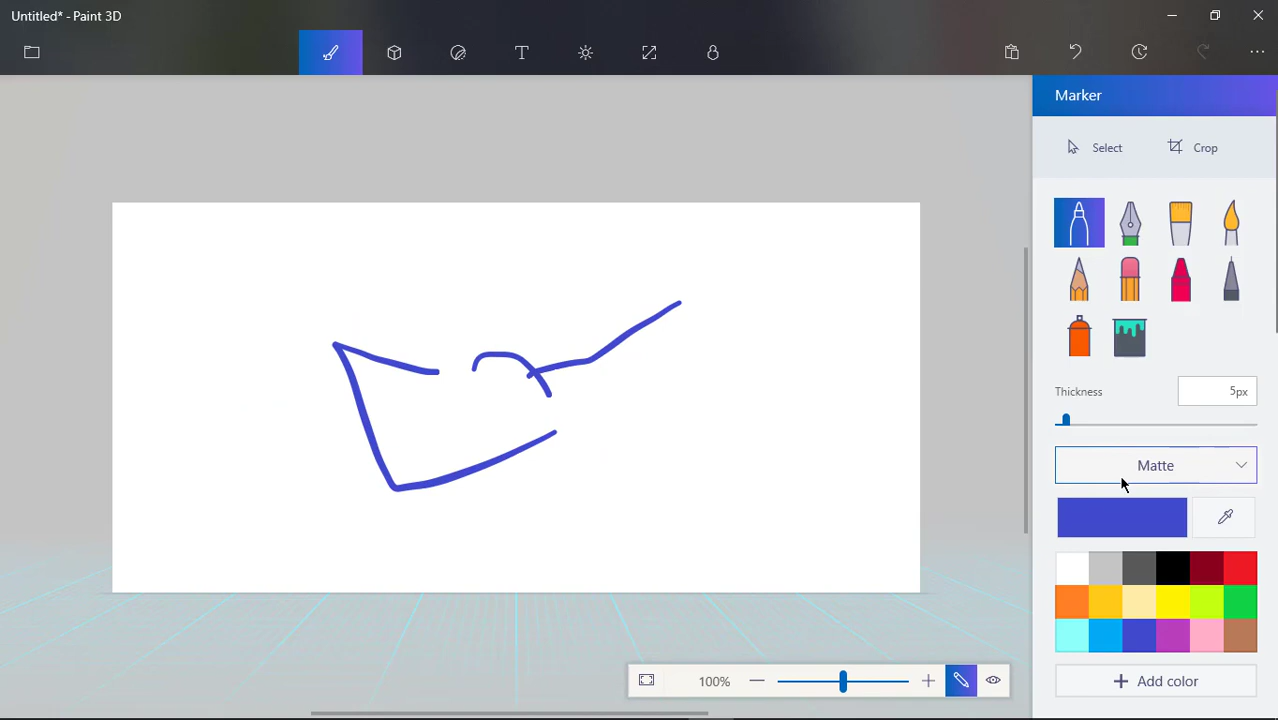 Untitled* - Paint 3D
Marker
Select
Crop
Thickness
5px
Matte
Add color
100%